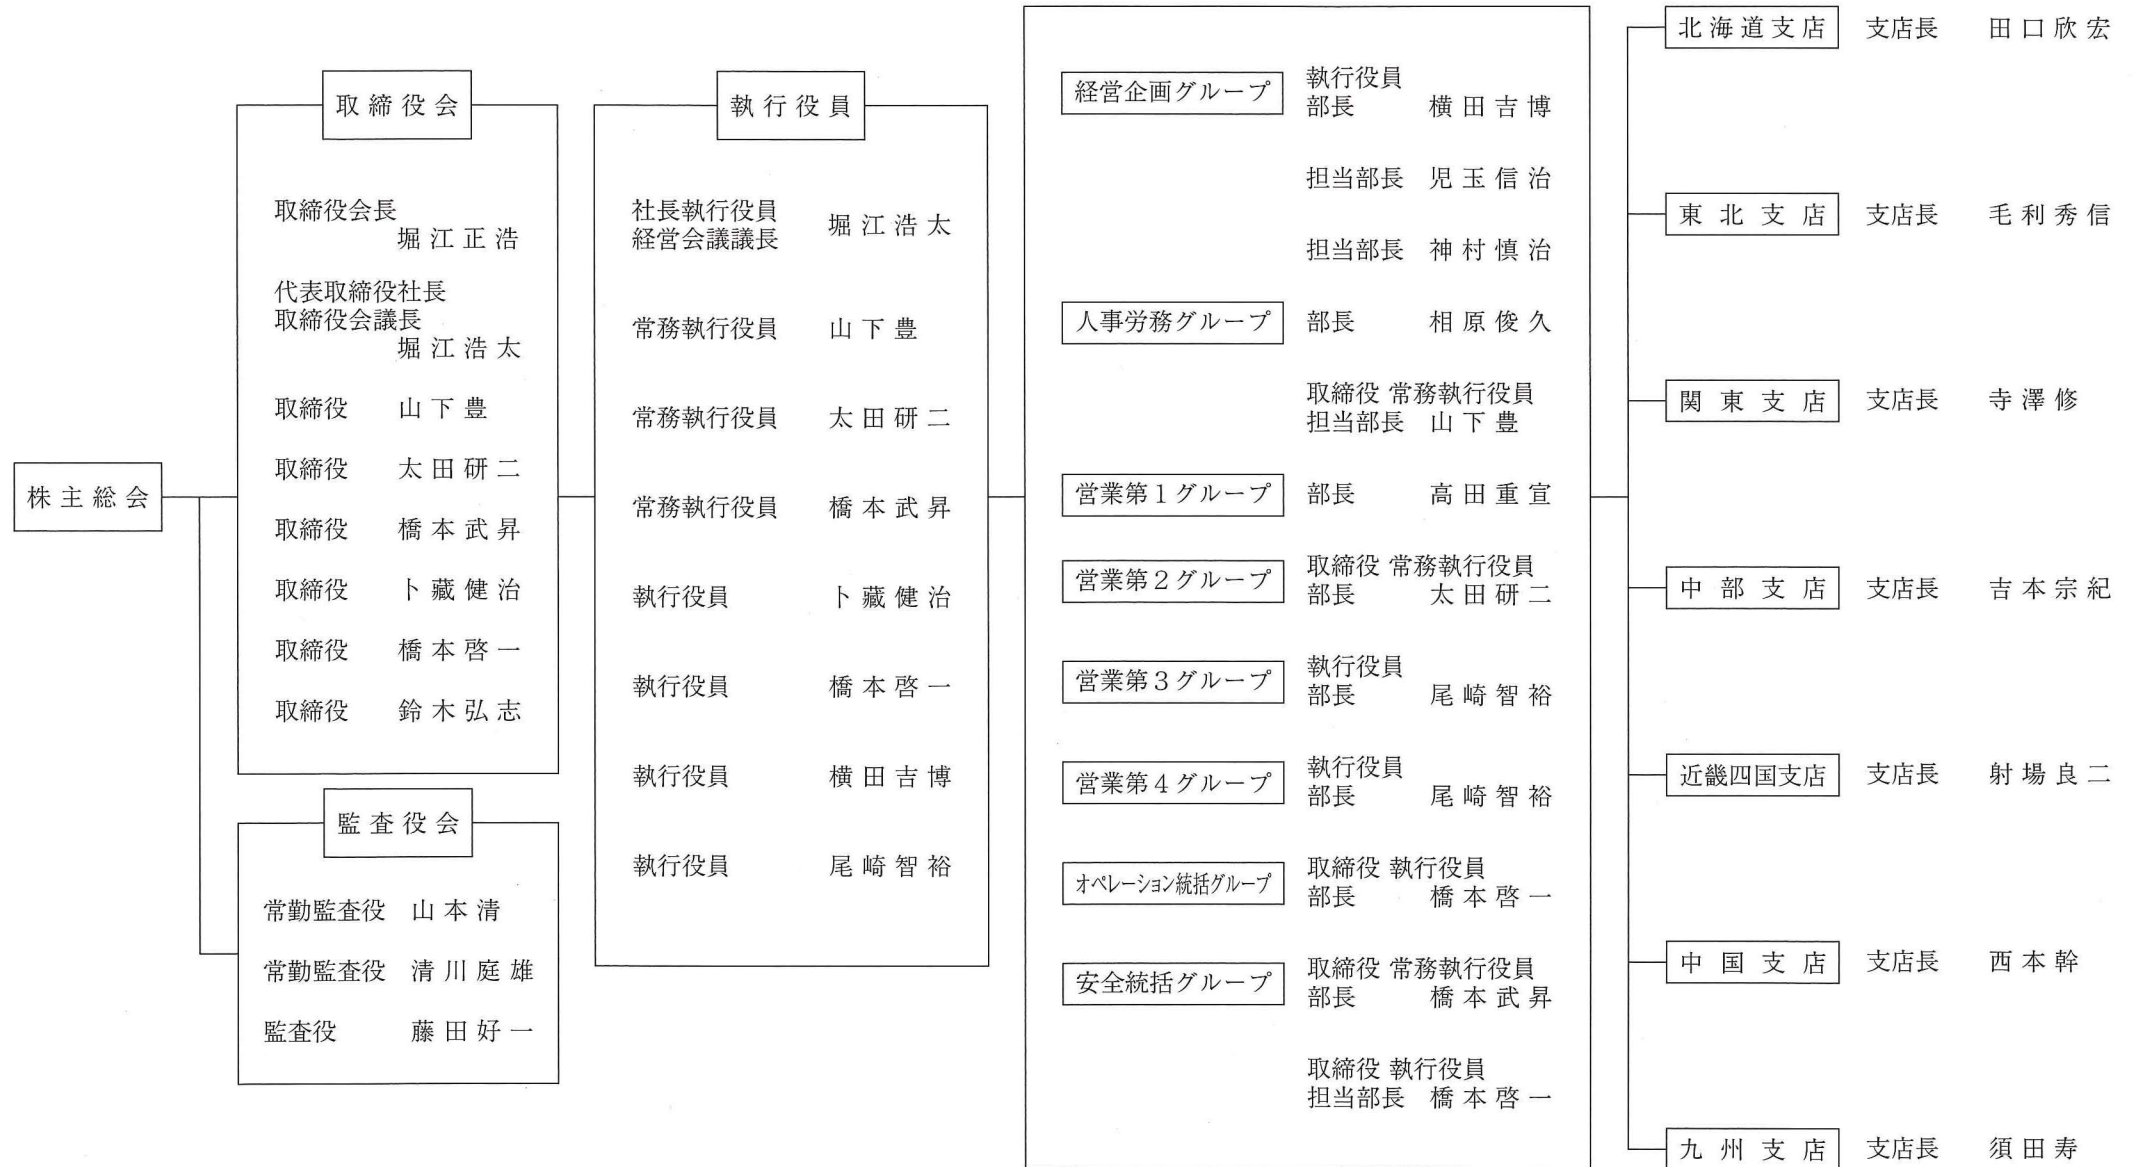 株主総会
取締役会
取締役会長
堀江正浩
代表取締役社長
取締役会議長
堀江浩太
取締役 山下豊
取締役 太田研二
取締役 橋本武昇
取締役 卜藏健治
取締役 橋本啓一
取締役 鈴木弘志
監査役会
常勤監査役 山本清
常勤監査役 清川庭雄
監査役 藤田好一
執行役員
社長執行役員
経営会議議長
堀江浩太
常務執行役員 山下豊
常務執行役員 太田研二
常務執行役員 橋本武昇
執行役員 卜藏健治
執行役員 橋本啓一
執行役員 横田吉博
執行役員 尾崎智裕
経営企画グループ
執行役員
部長 横田吉博
担当部長 児玉信治
担当部長 神村慎治
人事労務グループ 部長 相原俊久
取締役 常務執行役員
担当部長 山下豊
営業第1グループ 部長 高田重宣
営業第2グループ
取締役 常務執行役員
部長 太田研二
営業第3グループ
執行役員
部長 尾崎智裕
営業第4グループ
執行役員
部長 尾崎智裕
オペレーション統括グループ
取締役 執行役員
部長 橋本啓一
安全統括グループ
取締役 常務執行役員
部長 橋本武昇
取締役 執行役員
担当部長 橋本啓一
北海道支店 支店長 田口欣宏
東北支店 支店長 毛利秀信
関東支店 支店長 寺澤修
中部支店 支店長 吉本宗紀
近畿四国支店 支店長 射場良二
中国支店 支店長 西本幹
九州支店 支店長 須田寿